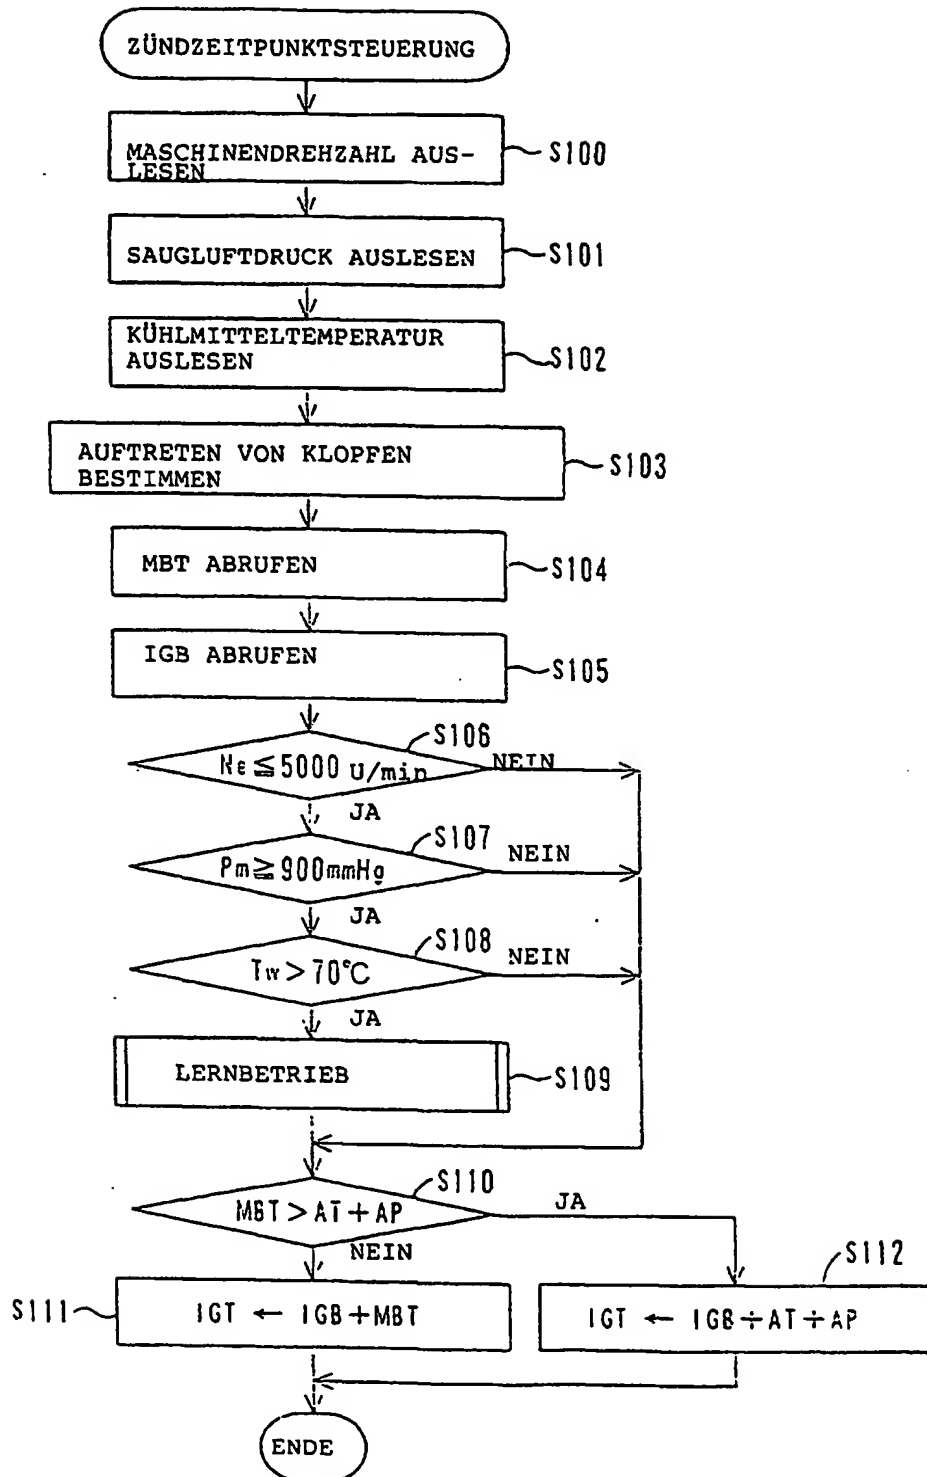 ZÜNDZEITPUNKTSTEUERUNG
MASCHINENDREHZAHL AUS-
LESEN
S100
SAUGLUFTDRUCK AUSLESEN
S101
KÜHLMITTELTEMPERATUR
AUSLESEN
S102
AUFTRETEN VON KLOPFEN
BESTIMMEN
S103
MBT ABRUFEN
S104
IGB ABRUFEN
S105
S106
NE ≦ 5000 U/min
NEIN
JA
S107
Pm ≧ 900mmHg
NEIN
JA
S108
Tw > 70°C
NEIN
JA
LERNBETRIEB
S109
S110
MBT > AT + AP
JA
NEIN
S111
IGT ← IGB + MBT
S112
IGT ← IGB ÷ AT ÷ AP
ENDE